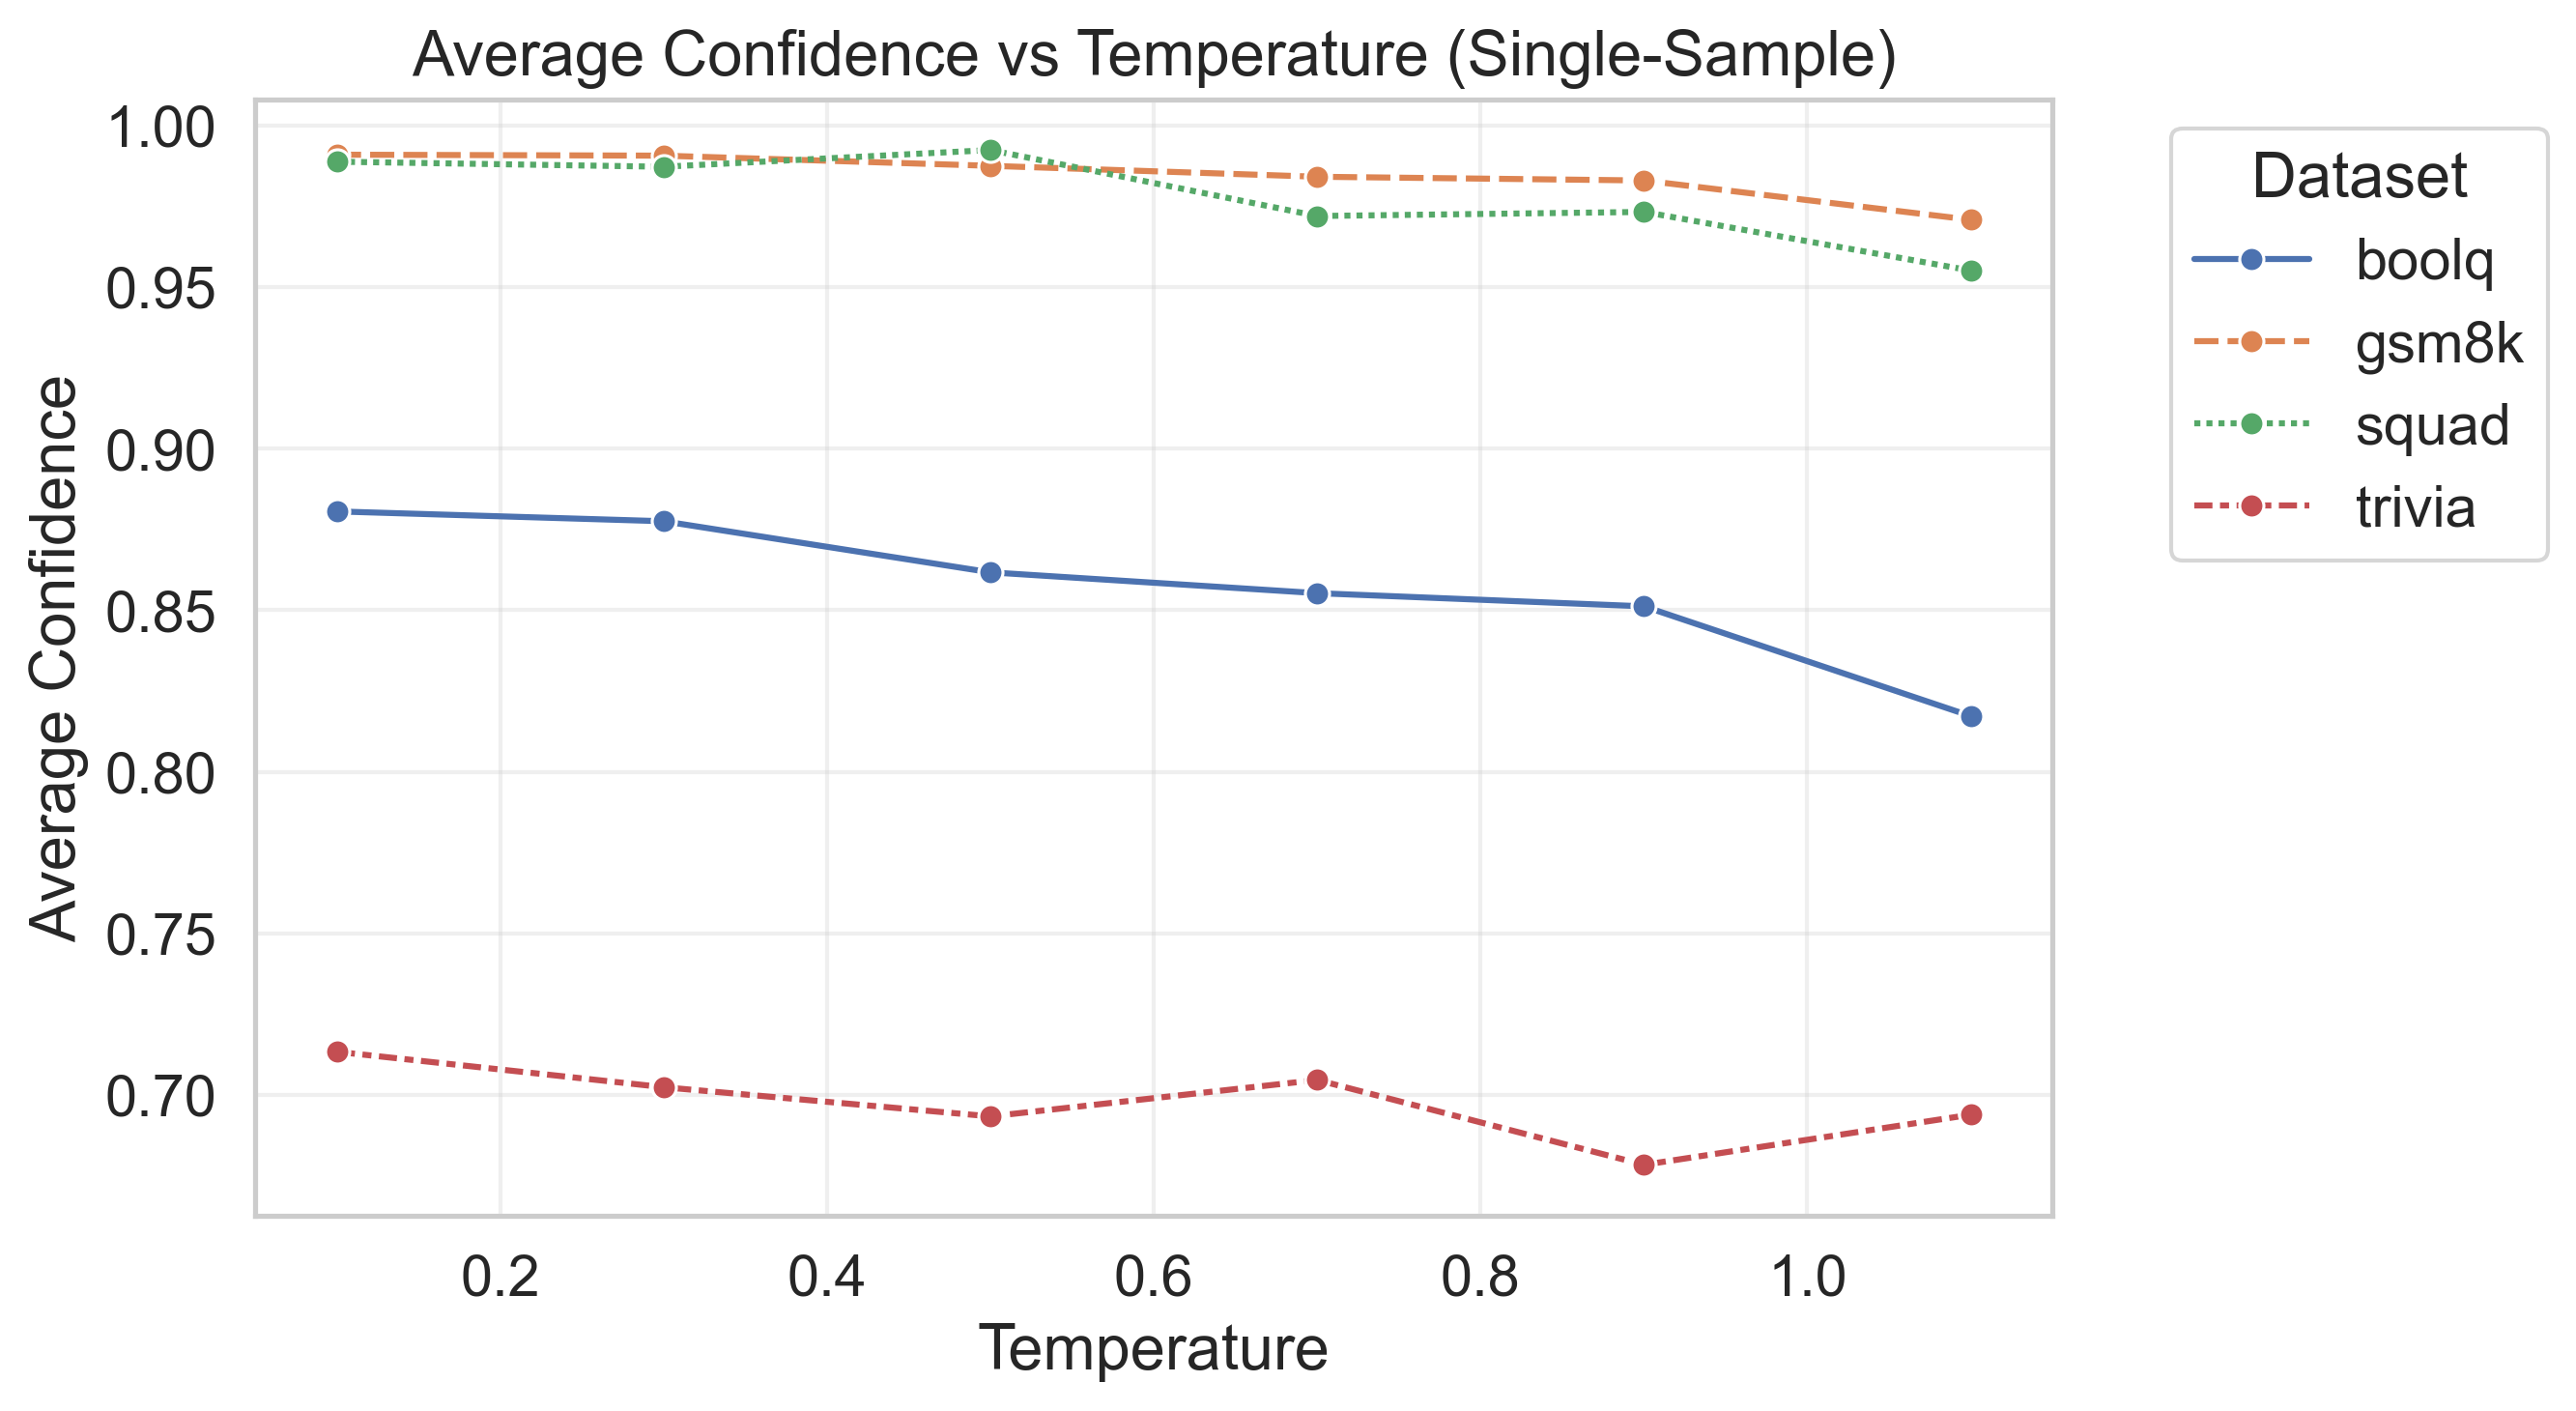 Average Confidence vs Temperature (Single-Sample)
Average Confidence
1.00
0.95
0.90
0.85
0.80
0.75
0.70
0.2 0.4 0.6 0.8 1.0
Temperature
Dataset
boolq
gsm8k
squad
trivia